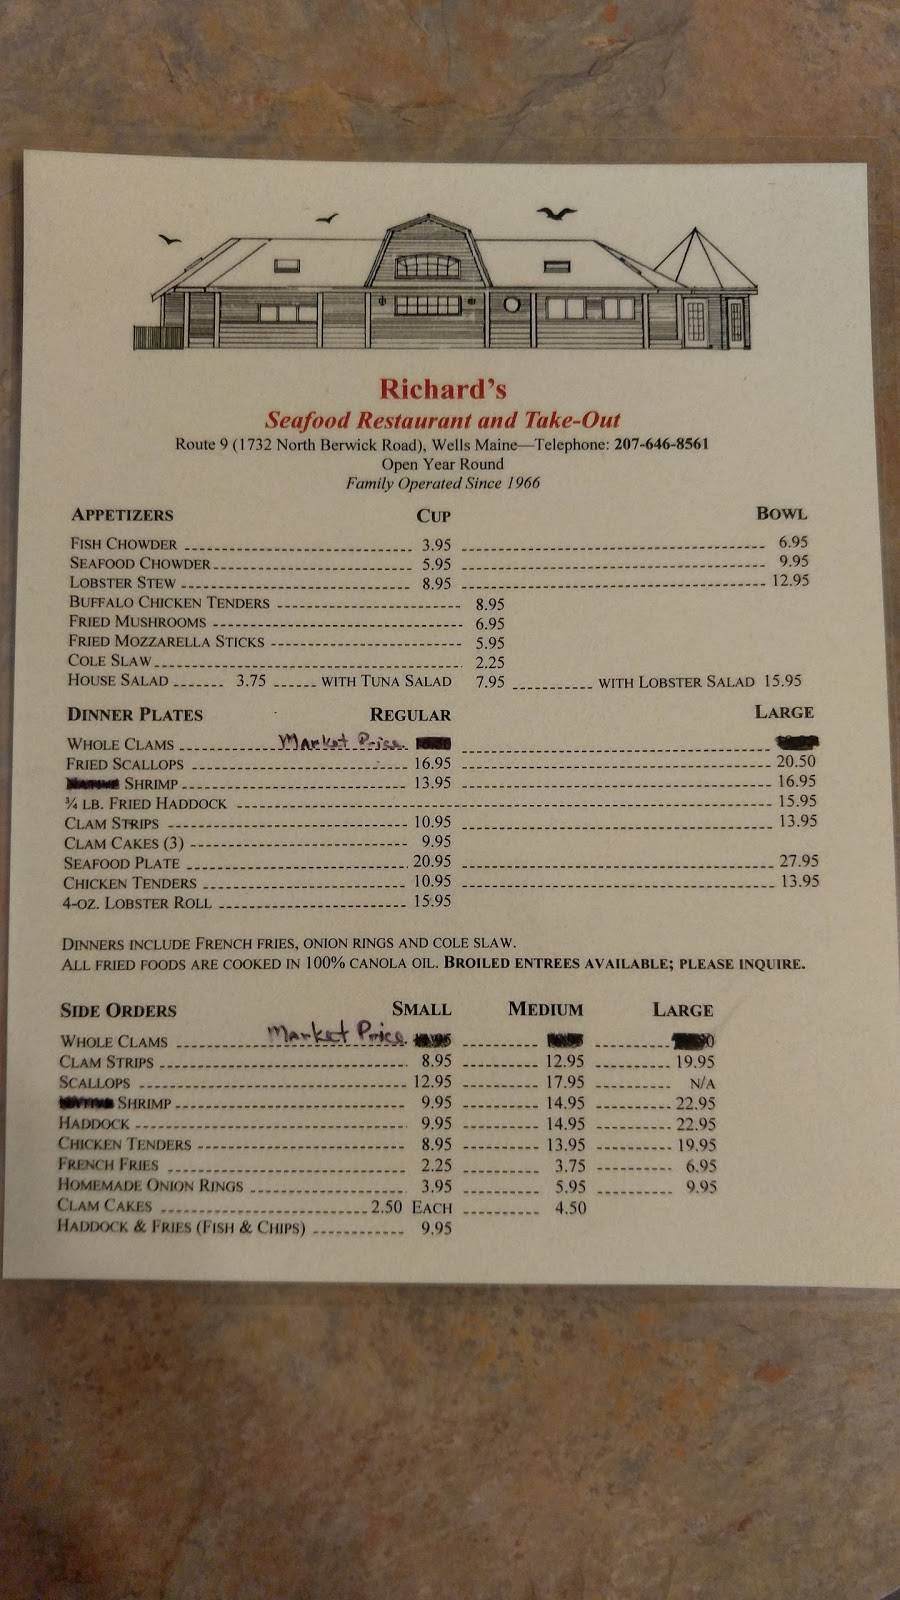 Richard's
Seafood Restaurant and Take-Out
Route 9 (1732 North Berwick Road), Wells Maine—Telephone: 207-646-8561
Open Year Round
Family Operated Since 1966
APPETIZERS CUP BOWL
FISH CHOWDER 3.95 6.95
SEAFOOD CHOWDER 5.95 9.95
LOBSTER STEW 8.95 12.95
BUFFALO CHICKEN TENDERS 8.95
FRIED MUSHROOMS 6.95
FRIED MOZZARELLA STICKS 5.95
COLE SLAW 2.25
HOUSE SALAD 3.75 WITH TUNA SALAD 7.95 WITH LOBSTER SALAD 15.95
DINNER PLATES REGULAR LARGE
WHOLE CLAMS Market Price
FRIED SCALLOPS 16.95 20.50
SHRIMP 13.95 16.95
¾ LB. FRIED HADDOCK 15.95
CLAM STRIPS 10.95 13.95
CLAM CAKES (3) 9.95
SEAFOOD PLATE 20.95 27.95
CHICKEN TENDERS 10.95 13.95
4-OZ. LOBSTER ROLL 15.95
DINNERS INCLUDE FRENCH FRIES, ONION RINGS AND COLE SLAW.
ALL FRIED FOODS ARE COOKED IN 100% CANOLA OIL. BROILED ENTREES AVAILABLE; PLEASE INQUIRE.
SIDE ORDERS SMALL MEDIUM LARGE
WHOLE CLAMS Market Price
CLAM STRIPS 8.95 12.95 19.95
SCALLOPS 12.95 17.95 N/A
SHRIMP 9.95 14.95 22.95
HADDOCK 9.95 14.95 22.95
CHICKEN TENDERS 8.95 13.95 19.95
FRENCH FRIES 2.25 3.75 6.95
HOMEMADE ONION RINGS 3.95 5.95 9.95
CLAM CAKES 2.50 EACH 4.50
HADDOCK & FRIES (FISH & CHIPS) 9.95